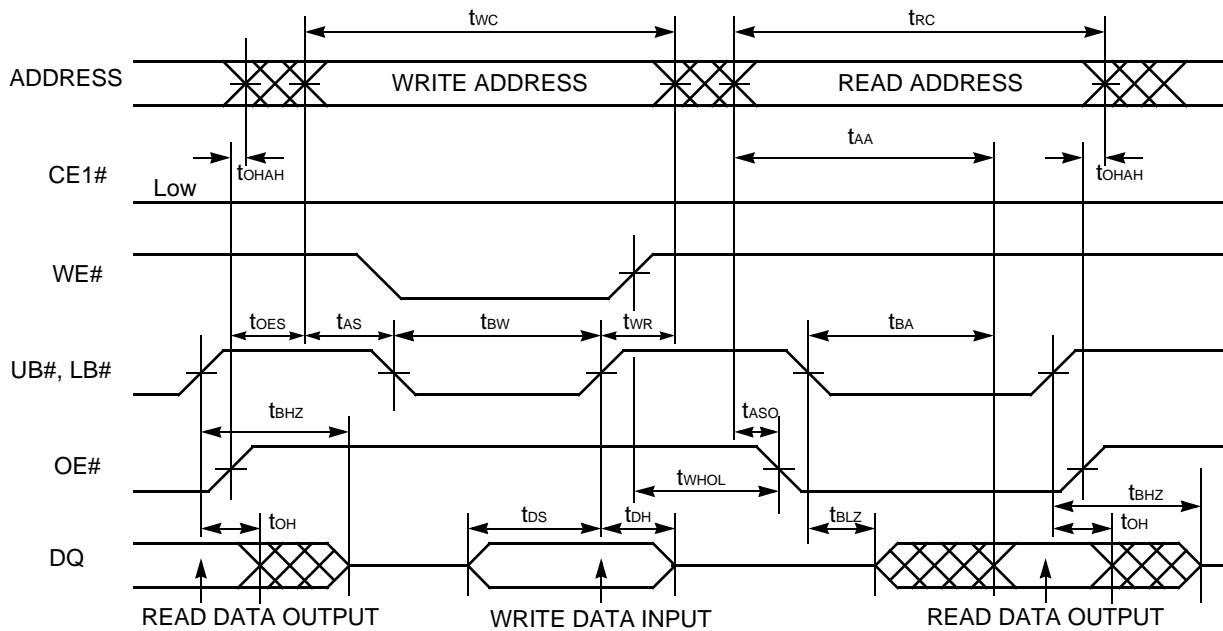 tWC
tRC
ADDRESS
WRITE ADDRESS
READ ADDRESS
tAA
tOHAH
tOHAH
CE1#
Low
WE#
tOES
tAS
tBW
tWR
tBA
UB#, LB#
tBHZ
tASO
OE#
tWHOL
tBHZ
tOH
tDS
tDH
tBLZ
tOH
DQ
READ DATA OUTPUT
WRITE DATA INPUT
READ DATA OUTPUT